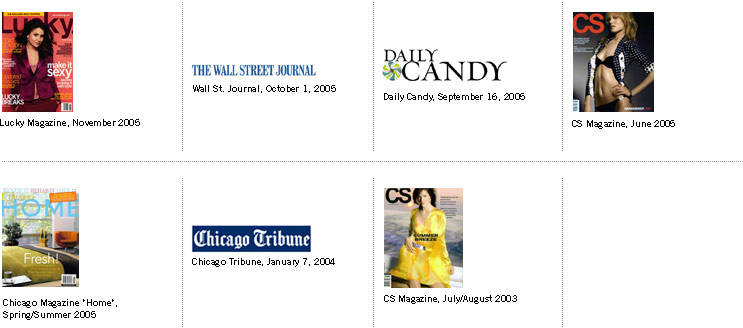 Lucky
make it
sexy
LUCKY
BREAKS
Lucky Magazine, November 2005
THE WALL STREET JOURNAL
Wall St. Journal, October 1, 2005
DAILY
CANDY
Daily Candy, September 16, 2005
CS
CS Magazine, June 2005
Chicago
HOME
Fresh!
Chicago Magazine "Home",
Spring/Summer 2005
Chicago Tribune
Chicago Tribune, January 7, 2004
CS
SUMMER
BREEZE
CS Magazine, July/August 2003